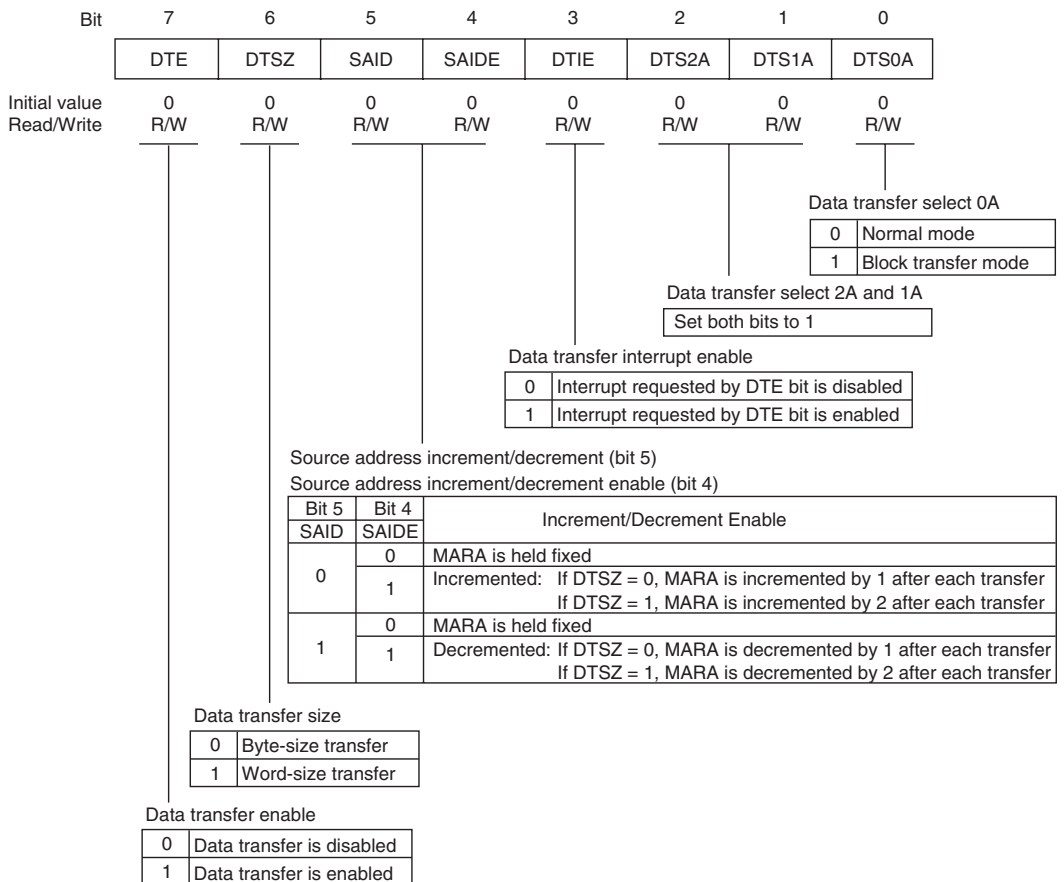 Bit 7 6 5 4 3 2 1 0
DTE DTSZ SAID SAIDE DTIE DTS2A DTS1A DTS0A
Initial value 0 0 0 0 0 0 0 0
Read/Write R/W R/W R/W R/W R/W R/W R/W R/W
Data transfer select 0A
0 Normal mode
1 Block transfer mode
Data transfer select 2A and 1A
Set both bits to 1
Data transfer interrupt enable
0 Interrupt requested by DTE bit is disabled
1 Interrupt requested by DTE bit is enabled
Source address increment/decrement (bit 5)
Source address increment/decrement enable (bit 4)
Bit 5 Bit 4 Increment/Decrement Enable
SAID SAIDE
0 0 MARA is held fixed
1 Incremented: If DTSZ = 0, MARA is incremented by 1 after each transfer
If DTSZ = 1, MARA is incremented by 2 after each transfer
1 0 MARA is held fixed
1 Decremented: If DTSZ = 0, MARA is decremented by 1 after each transfer
If DTSZ = 1, MARA is decremented by 2 after each transfer
Data transfer size
0 Byte-size transfer
1 Word-size transfer
Data transfer enable
0 Data transfer is disabled
1 Data transfer is enabled